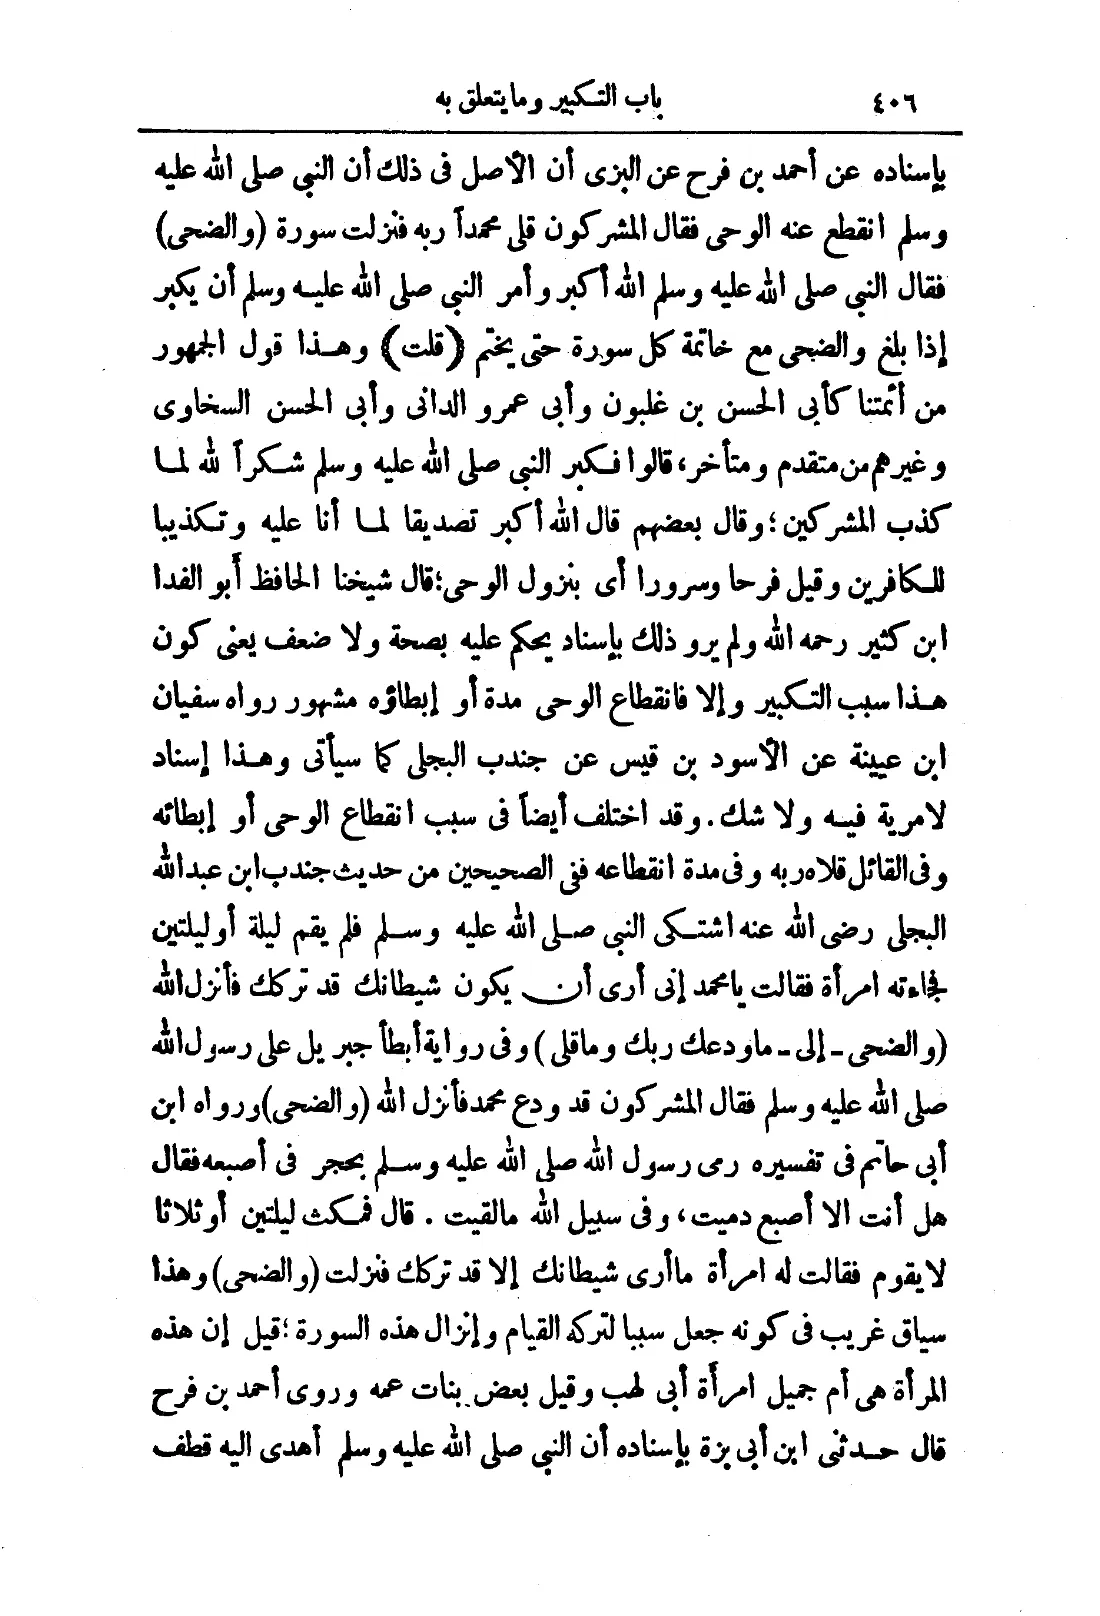 ٤٠٦ باب التكبير وما يتعلق به
بإسناده عن أحمد بن فرح عن البزى أن الأصل فى ذلك أن النبي صلى الله عليه
وسلم انقطع عنه الوحى فقال المشركون قلى محمداً ربه فنزلت سورة (والضحى)
فقال النبي صلى الله عليه وسلم الله أكبر وأمر النبي صلى الله عليه وسلم أن يكبر
إذا بلغ والضحى مع خاتمة كل سورة حتى يختم (قلت) وهذا قول الجمهور
من أئمتنا كأبى الحسن بن غلبون وأبى عمرو الدانى وأبى الحسن السخاوى
وغيرهم من متقدم ومتأخر، قالوا فكبر النبي صلى الله عليه وسلم شكراً لله لما
كذب المشركين؛ وقال بعضهم قال الله أكبر تصديقا لما أنا عليه وتكذيبا
للكافرين وقيل فرحا وسرورا أى بنزول الوحى؛ قال شيخنا الحافظ أبو الفدا
ابن كثير رحمه الله ولم يرو ذلك بإسناد يحكم عليه بصحة ولا ضعف يعنى كون
هذا سبب التكبير وإلا فانقطاع الوحى مدة أو إبطاؤه مشهور رواه سفيان
ابن عيينة عن الأسود بن قيس عن جندب البجلى كما سيأتى وهذا إسناد
لا مرية فيه ولا شك. وقد اختلف أيضاً فى سبب انقطاع الوحى أو إبطائه
وفى القائل قلاه ربه وفى مدة انقطاعه ففى الصحيحين من حديث جندب ابن عبد الله
البجلى رضى الله عنه اشتكى النبي صلى الله عليه وسلم فلم يقم ليلة أو ليلتين
فجاءته امرأة فقالت يا محمد إنى أرى أن يكون شيطانك قد تركك فأنزل الله
(والضحى - إلى - ما ودعك ربك وما قلى) وفى رواية أبطأ جبريل على رسول الله
صلى الله عليه وسلم فقال المشركون قد ودع محمد فأنزل الله (والضحى) ورواه ابن
أبى حاتم فى تفسيره رمى رسول الله صلى الله عليه وسلم بحجر فى أصبعه فقال
هل أنت الا أصبع دميت، وفى سبيل الله مالقيت . قال فمكث ليلتين أو ثلاثا
لا يقوم فقالت له امرأة ما أرى شيطانك إلا قد تركك فنزلت (والضحى) وهذا
سياق غريب فى كونه جعل سببا لتركه القيام وإنزال هذه السورة؛ قيل إن هذه
المرأة هى أم جميل امرأة أبى لهب وقيل بعض بنات عمه وروى أحمد بن فرح
قال حدثنى ابن أبى بزة بإسناده أن النبي صلى الله عليه وسلم أهدى اليه قطف